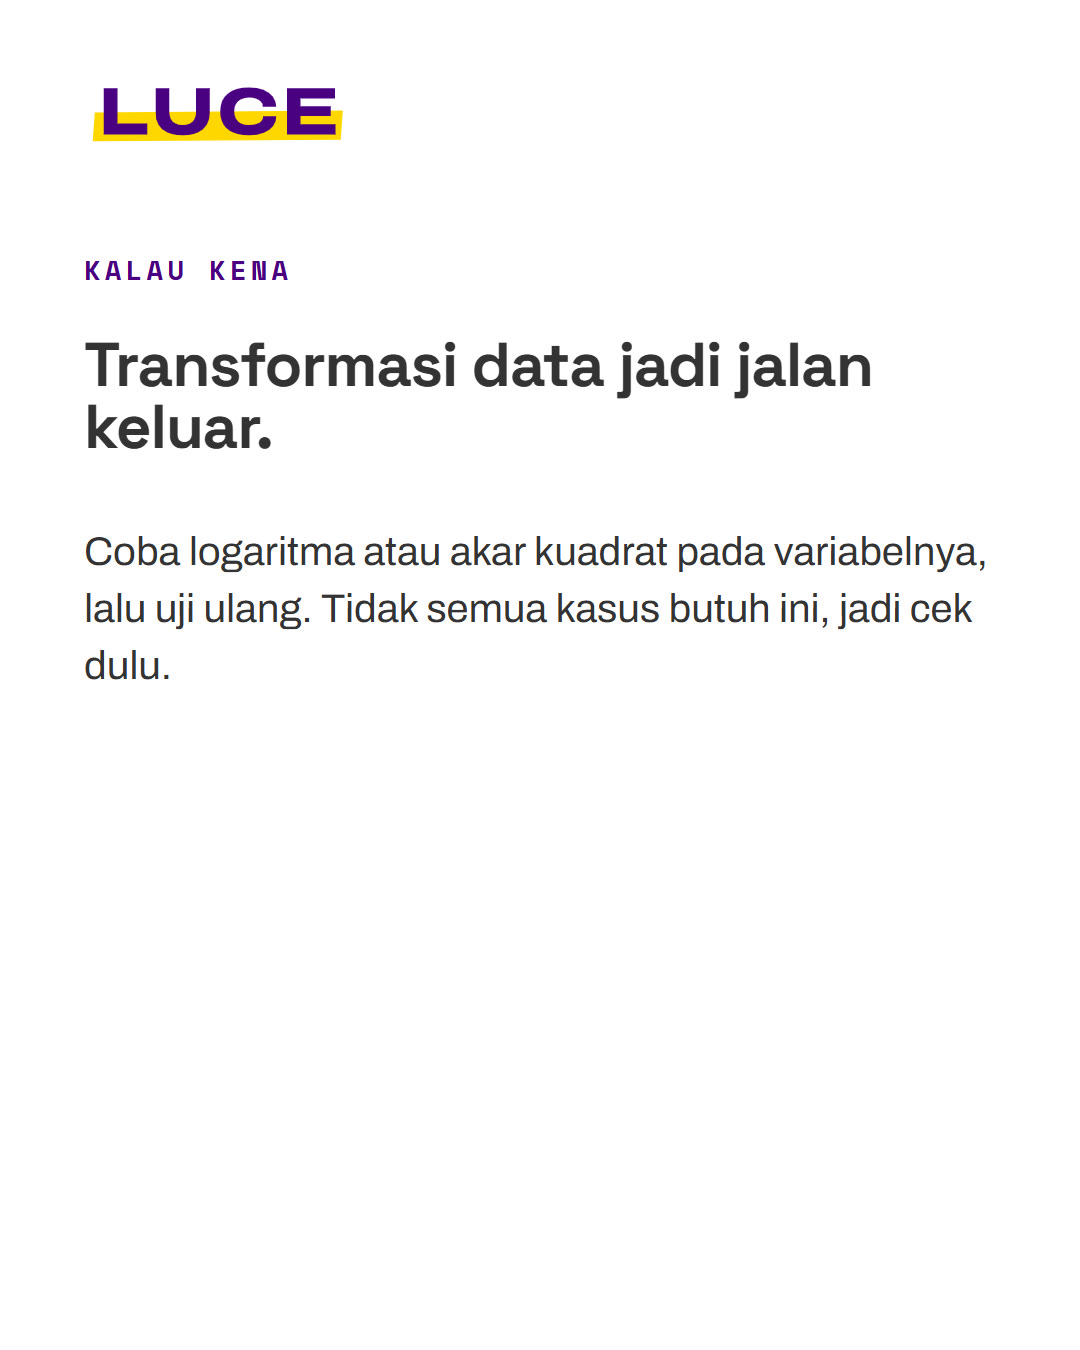 LUCE
KALAU KENA
Transformasi data jadi jalan
keluar.
Coba logaritma atau akar kuadrat pada variabelnya,
lalu uji ulang. Tidak semua kasus butuh ini, jadi cek
dulu.